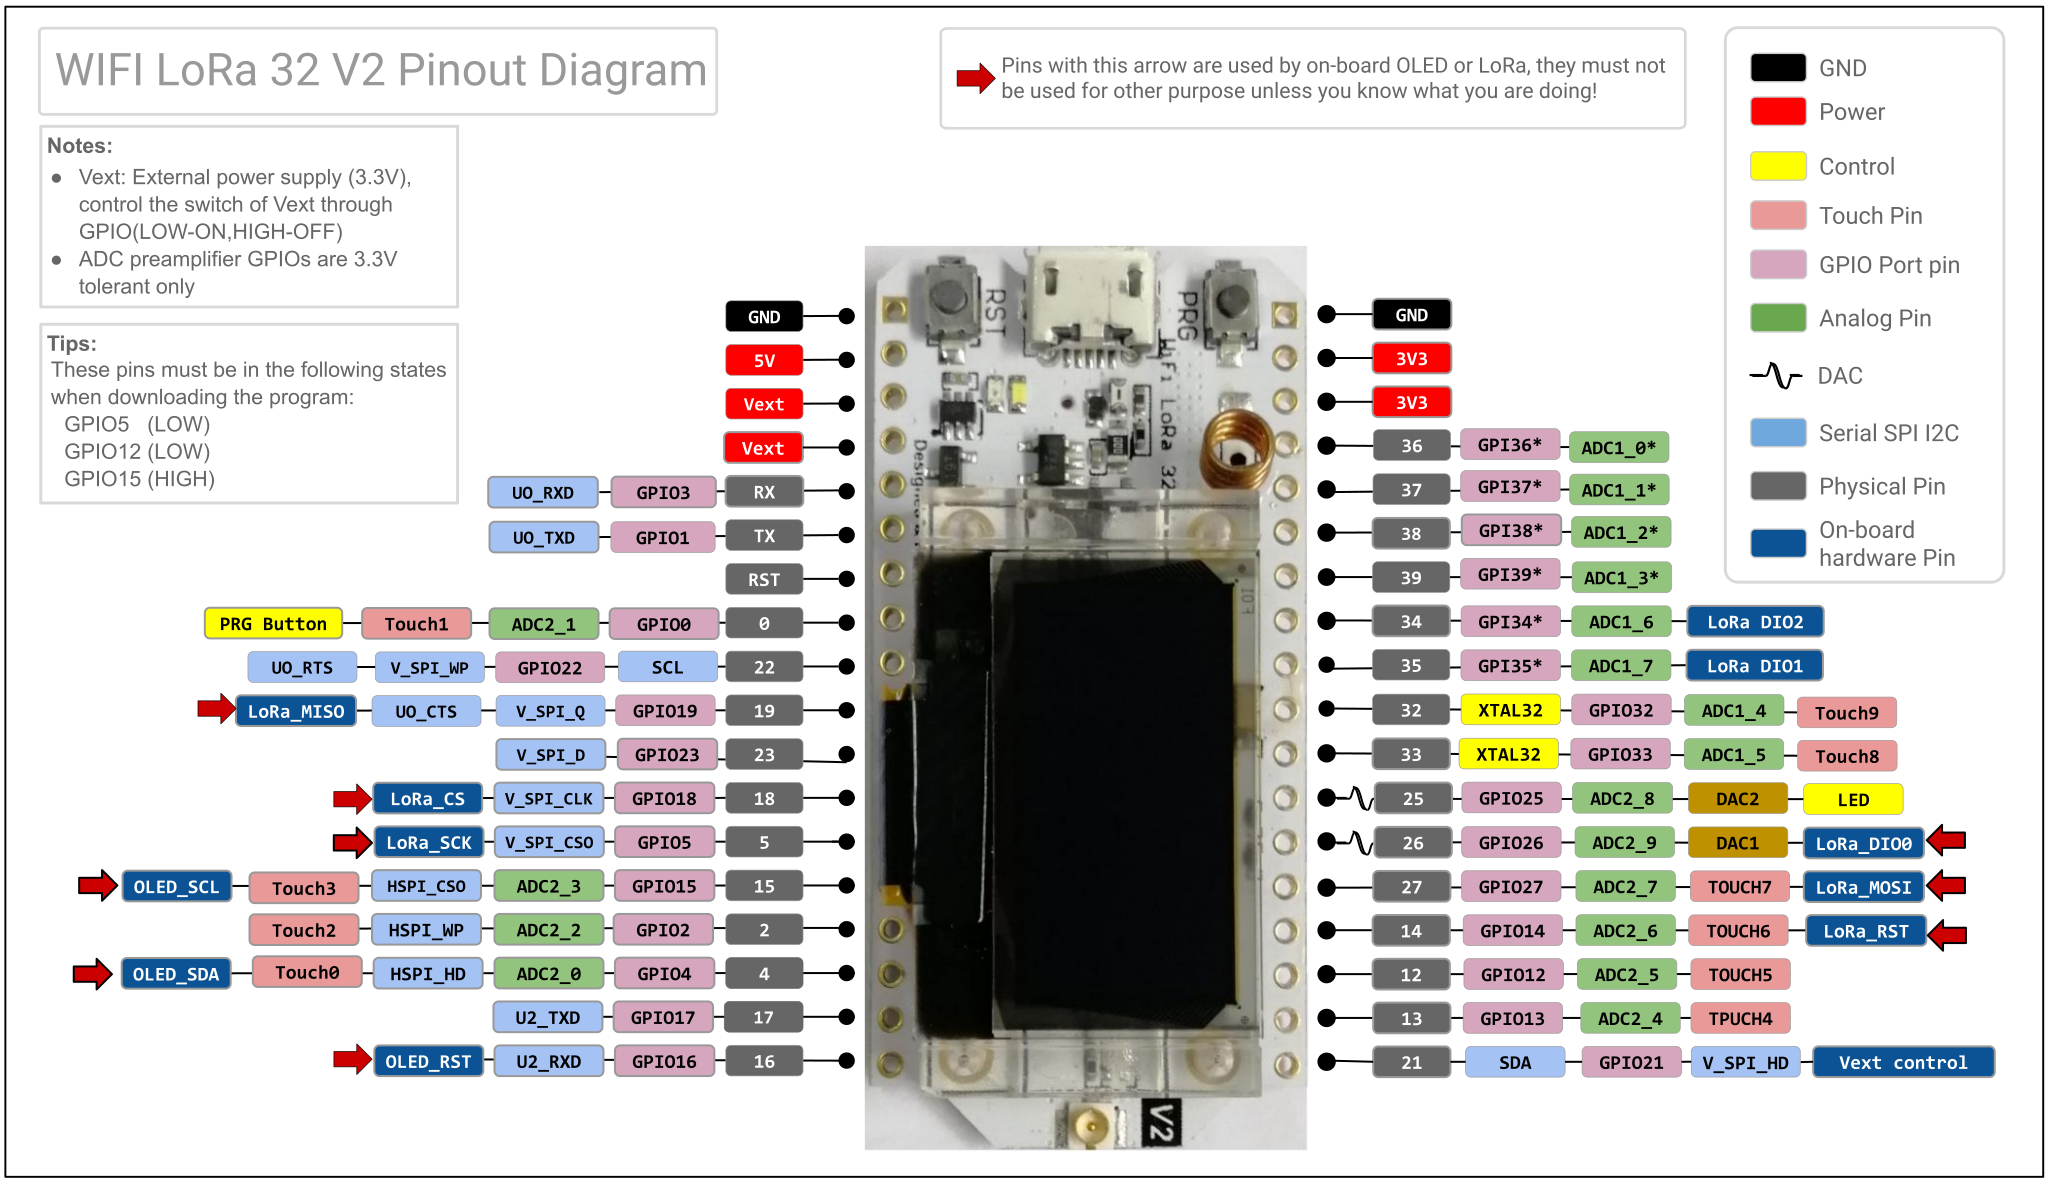 WIFI LoRa 32 V2 Pinout Diagram
Pins with this arrow are used by on-board OLED or LoRa, they must not
be used for other purpose unless you know what you are doing!
Notes:
● Vext: External power supply (3.3V),
control the switch of Vext through
GPIO(LOW-ON,HIGH-OFF)
● ADC preamplifier GPIOs are 3.3V
tolerant only
Tips:
These pins must be in the following states
when downloading the program:
GPIO5 (LOW)
GPIO12 (LOW)
GPIO15 (HIGH)
GND
Power
Control
Touch Pin
GPIO Port pin
Analog Pin
DAC
Serial SPI I2C
Physical Pin
On-board
hardware Pin
GND
5V
Vext
Vext
UO_RXD GPIO3 RX
UO_TXD GPIO1 TX
RST
PRG Button Touch1 ADC2_1 GPIO0 0
UO_RTS V_SPI_WP GPIO22 SCL 22
LoRa_MISO UO_CTS V_SPI_Q GPIO19 19
V_SPI_D GPIO23 23
LoRa_CS V_SPI_CLK GPIO18 18
LoRa_SCK V_SPI_CSO GPIO5 5
OLED_SCL Touch3 HSPI_CSO ADC2_3 GPIO15 15
Touch2 HSPI_WP ADC2_2 GPIO2 2
OLED_SDA Touch0 HSPI_HD ADC2_0 GPIO4 4
U2_TXD GPIO17 17
OLED_RST U2_RXD GPIO16 16
RST
PRG
WiFi LoRa 32
V2
GND
3V3
3V3
36 GPI36* ADC1_0*
37 GPI37* ADC1_1*
38 GPI38* ADC1_2*
39 GPI39* ADC1_3*
34 GPI34* ADC1_6 LoRa DIO2
35 GPI35* ADC1_7 LoRa DIO1
32 XTAL32 GPIO32 ADC1_4 Touch9
33 XTAL32 GPIO33 ADC1_5 Touch8
25 GPIO25 ADC2_8 DAC2 LED
26 GPIO26 ADC2_9 DAC1 LoRa_DIO0
27 GPIO27 ADC2_7 TOUCH7 LoRa_MOSI
14 GPIO14 ADC2_6 TOUCH6 LoRa_RST
12 GPIO12 ADC2_5 TOUCH5
13 GPIO13 ADC2_4 TPUCH4
21 SDA GPIO21 V_SPI_HD Vext control